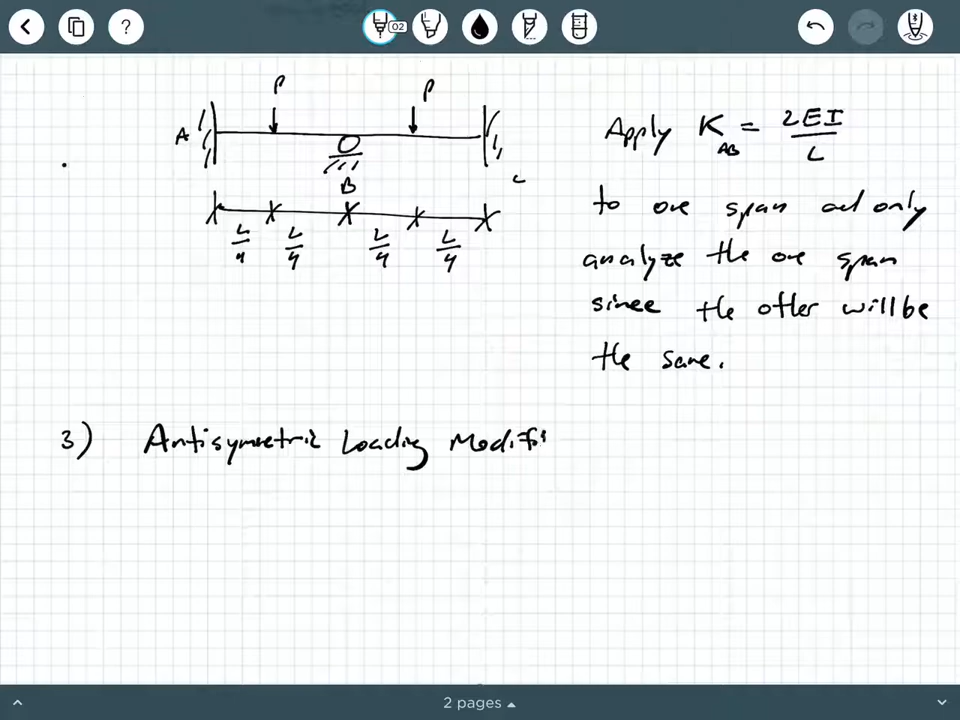 ?
02
P
P
A
B
L/4
L/4
L/4
L/4
Apply K_AB = 2EI/L
to one span and only
analyze the one span
since the other will be
the same.
3) Antisymmetric Loading Modifi
2 pages